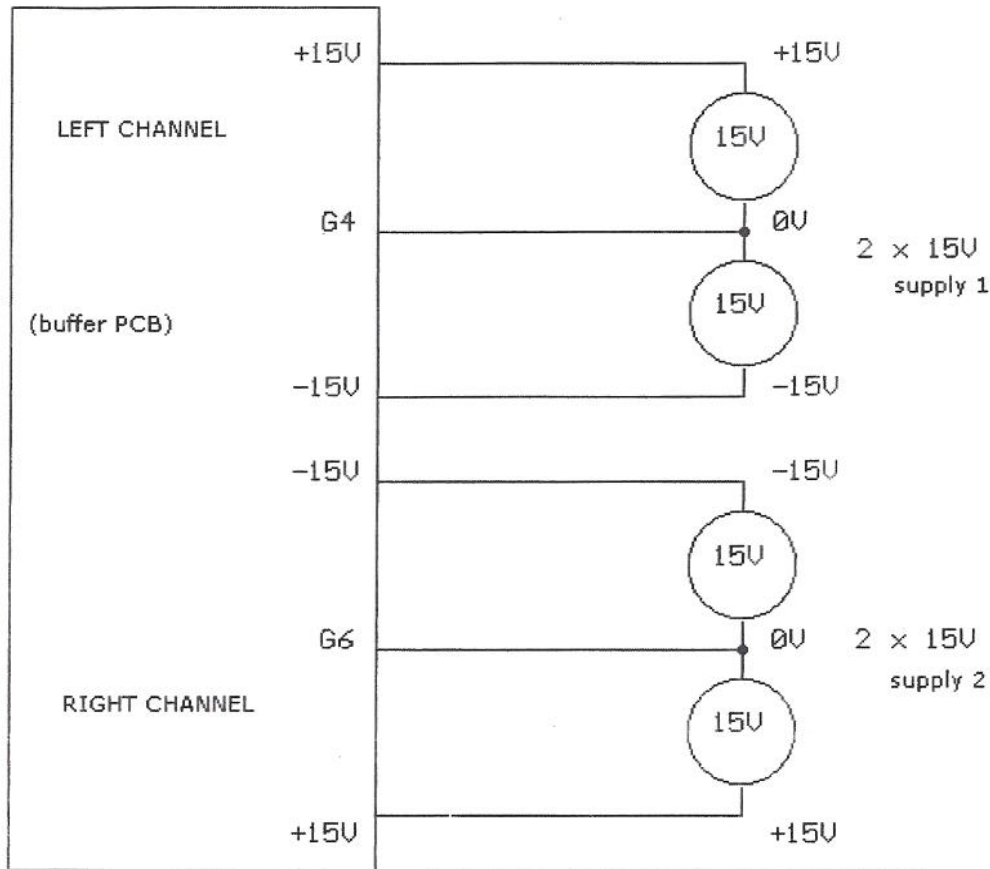 +15V +15V
LEFT CHANNEL
15V
G4 0V
2 × 15V
supply 1
(buffer PCB)
15V
-15V -15V
-15V -15V
15V
G6 0V 2 × 15V
supply 2
RIGHT CHANNEL
15V
+15V +15V